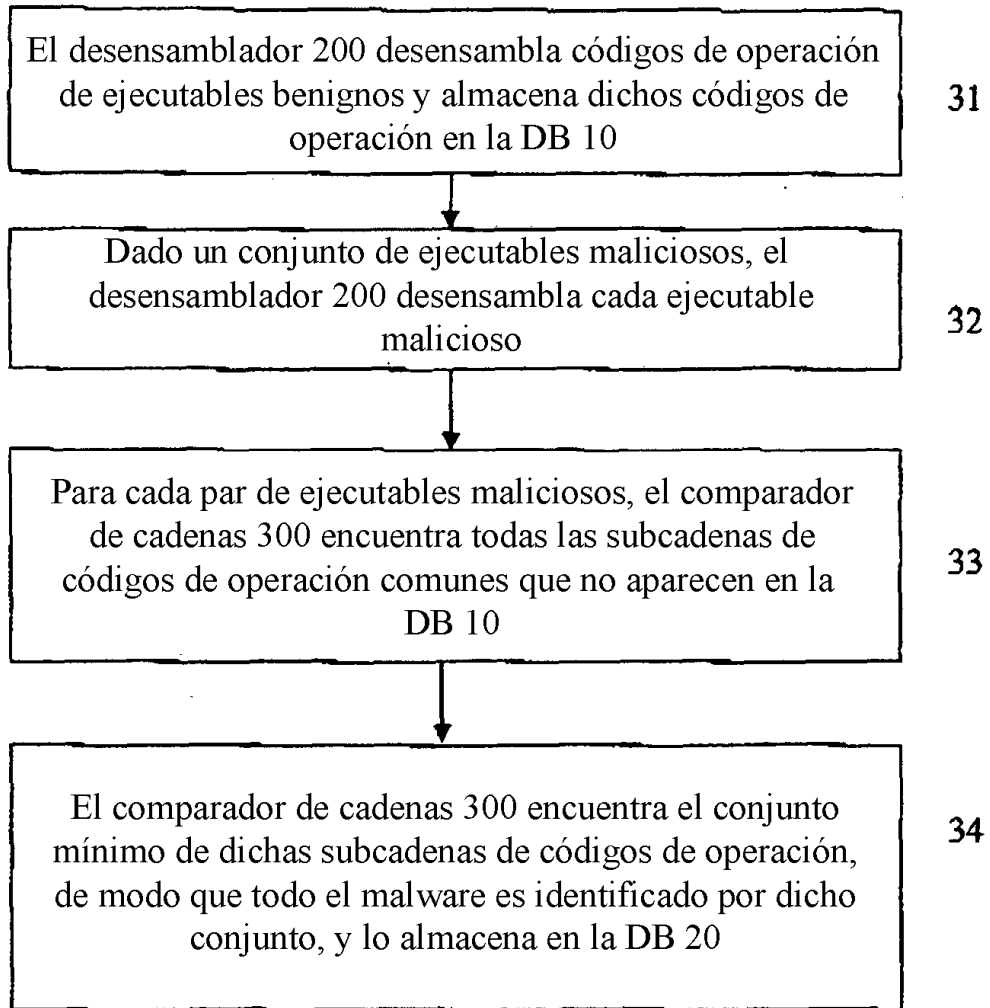 El desensamblador 200 desensambla códigos de operación
de ejecutables benignos y almacena dichos códigos de
operación en la DB 10
31
Dado un conjunto de ejecutables maliciosos, el
desensamblador 200 desensambla cada ejecutable
malicioso
32
Para cada par de ejecutables maliciosos, el comparador
de cadenas 300 encuentra todas las subcadenas de
códigos de operación comunes que no aparecen en la
DB 10
33
El comparador de cadenas 300 encuentra el conjunto
mínimo de dichas subcadenas de códigos de operación,
de modo que todo el malware es identificado por dicho
conjunto, y lo almacena en la DB 20
34